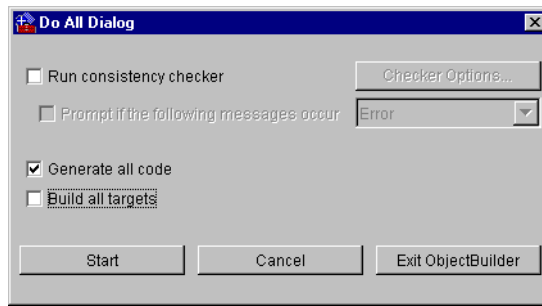 Do All Dialog
Run consistency checker
Checker Options...
Prompt if the following messages occur
Error
Generate all code
Build all targets
Start
Cancel
Exit ObjectBuilder